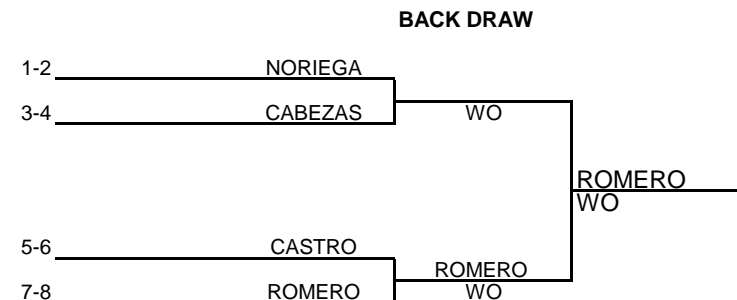 BACK DRAW
1-2 NORIEGA
3-4 CABEZAS WO
ROMERO
WO
5-6 CASTRO
ROMERO
7-8 ROMERO WO